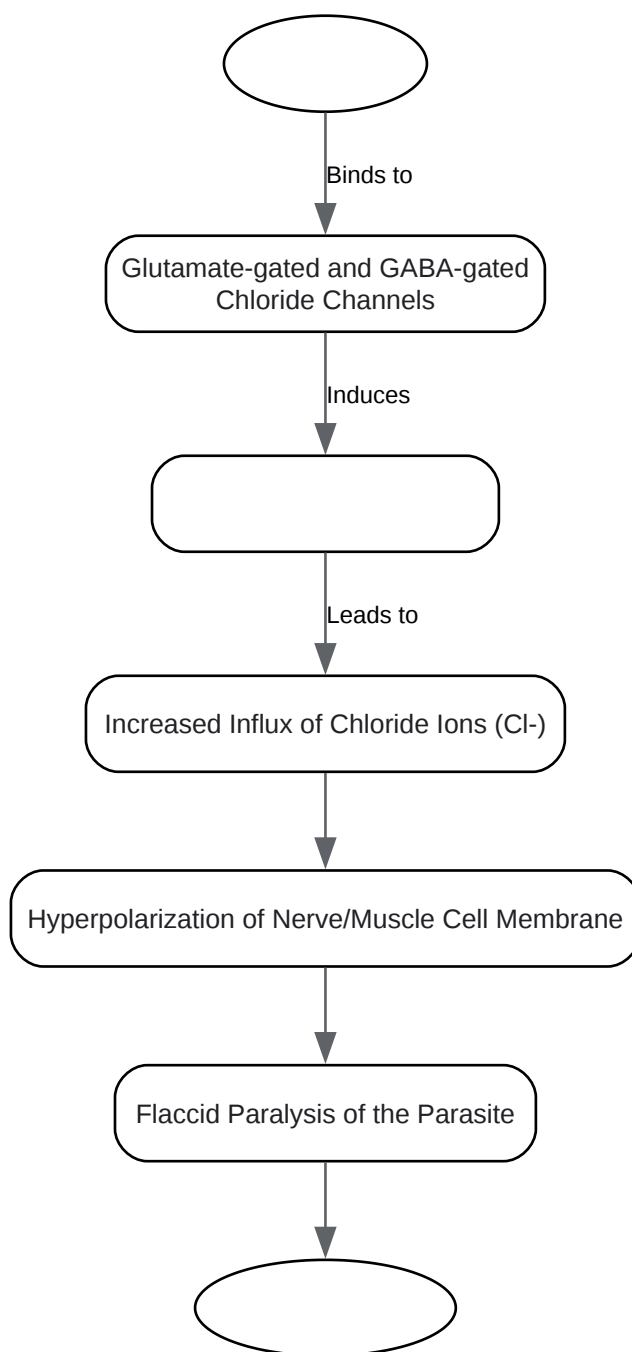 Binds to
Glutamate-gated and GABA-gated
Chloride Channels
Induces
Leads to
Increased Influx of Chloride Ions (Cl-)
Hyperpolarization of Nerve/Muscle Cell Membrane
Flaccid Paralysis of the Parasite